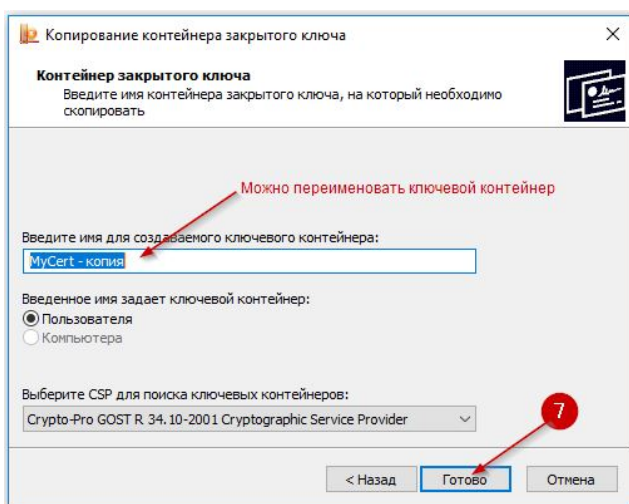 Копирование контейнера закрытого ключа
Контейнер закрытого ключа
Введите имя контейнера закрытого ключа, на который необходимо
скопировать
Можно переименовать ключевой контейнер
Введите имя для создаваемого ключевого контейнера:
MyCert - копия
Введенное имя задает ключевой контейнер:
Пользователя
Компьютера
Выберите CSP для поиска ключевых контейнеров:
Crypto-Pro GOST R 34.10-2001 Cryptographic Service Provider
7
< Назад Готово Отмена